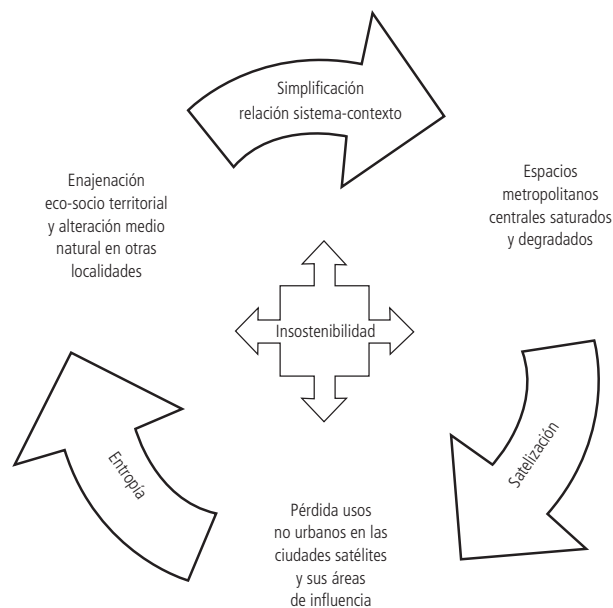 Simplificación
relación sistema-contexto
Enajenación
eco-socio territorial
y alteración medio
natural en otras
localidades
Espacios
metropolitanos
centrales saturados
y degradados
Insostenibilidad
Entropía
Satelización
Pérdida usos
no urbanos en las
ciudades satélites
y sus áreas
de influencia